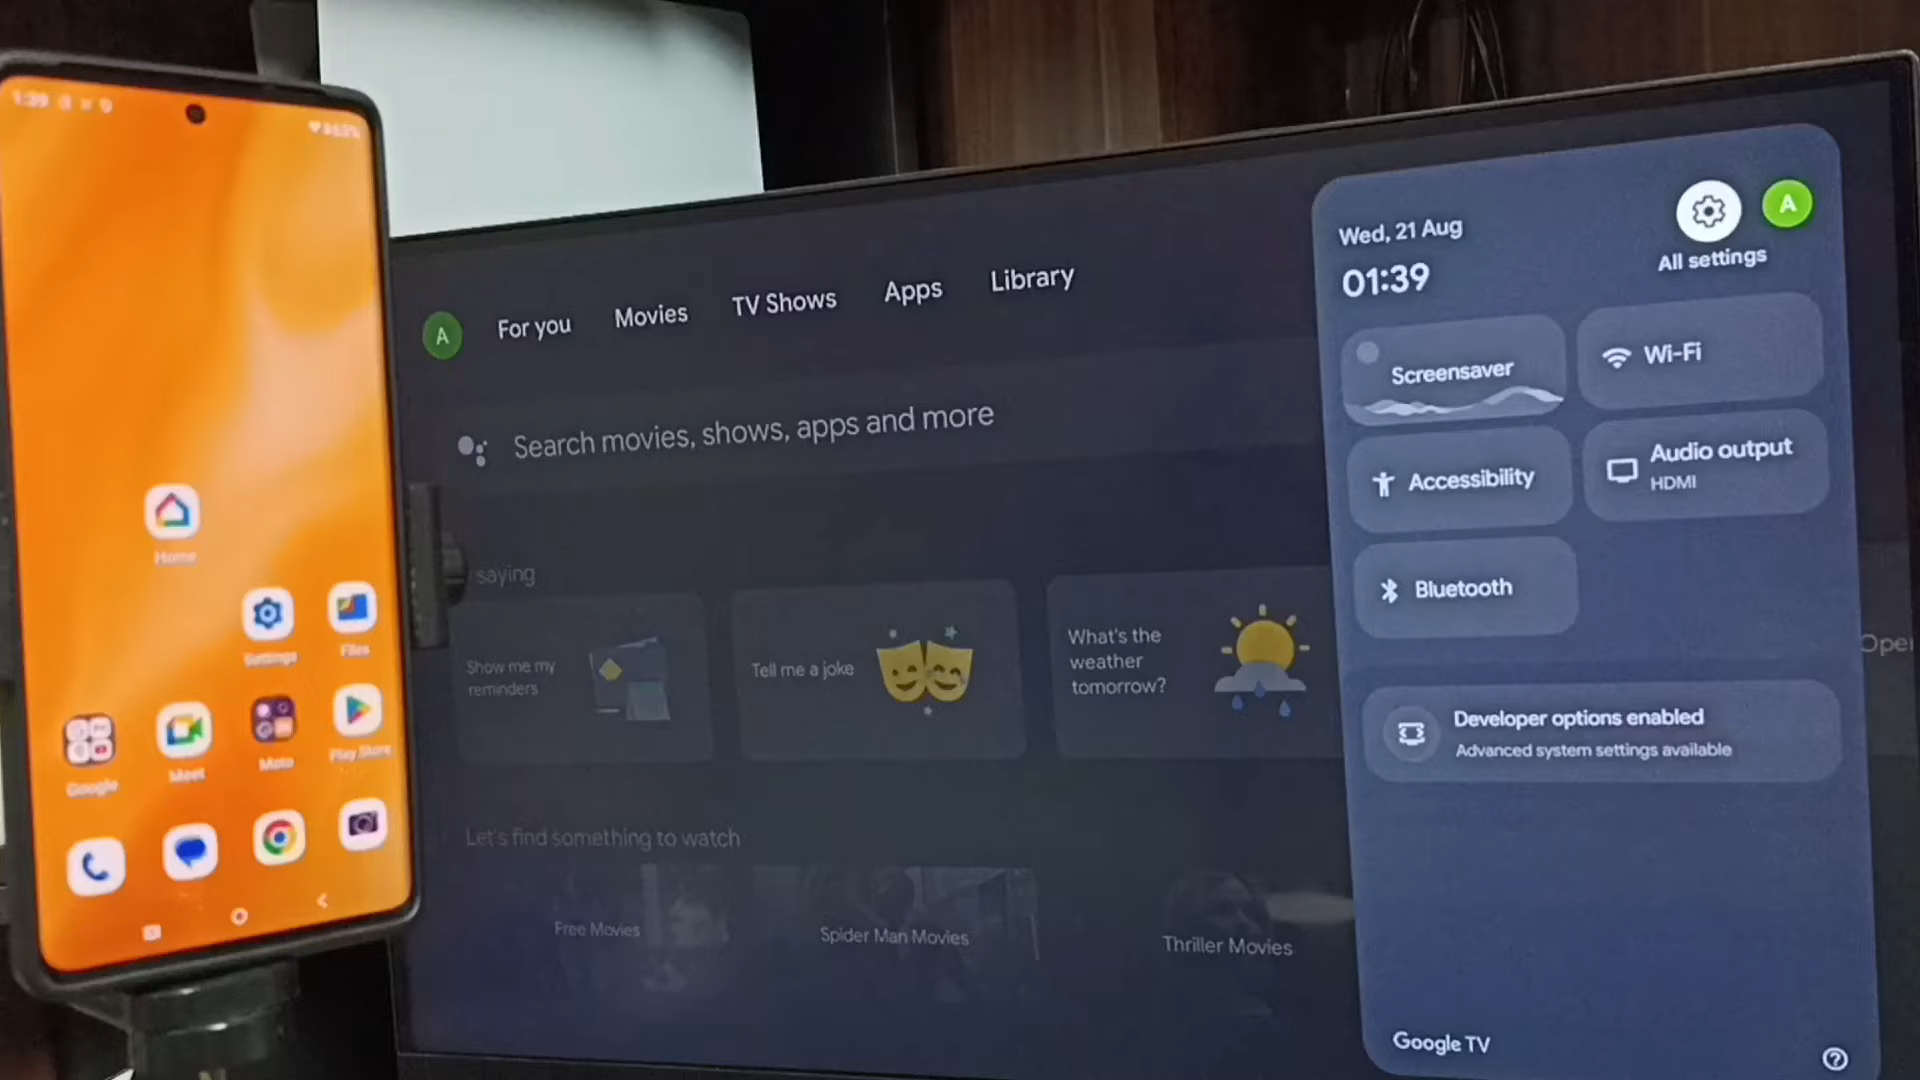 1:39
Home
Settings
Files
Google
Meet
Moto
Play Store
A
For you
Movies
TV Shows
Apps
Library
Search movies, shows, apps and more
saying
Show me my
reminders
Tell me a joke
What's the
weather
tomorrow?
Let's find something to watch
Free Movies
Spider Man Movies
Thriller Movies
Wed, 21 Aug
01:39
A
All settings
Screensaver
Wi-Fi
Accessibility
Audio output
HDMI
Bluetooth
Developer options enabled
Advanced system settings available
Google TV